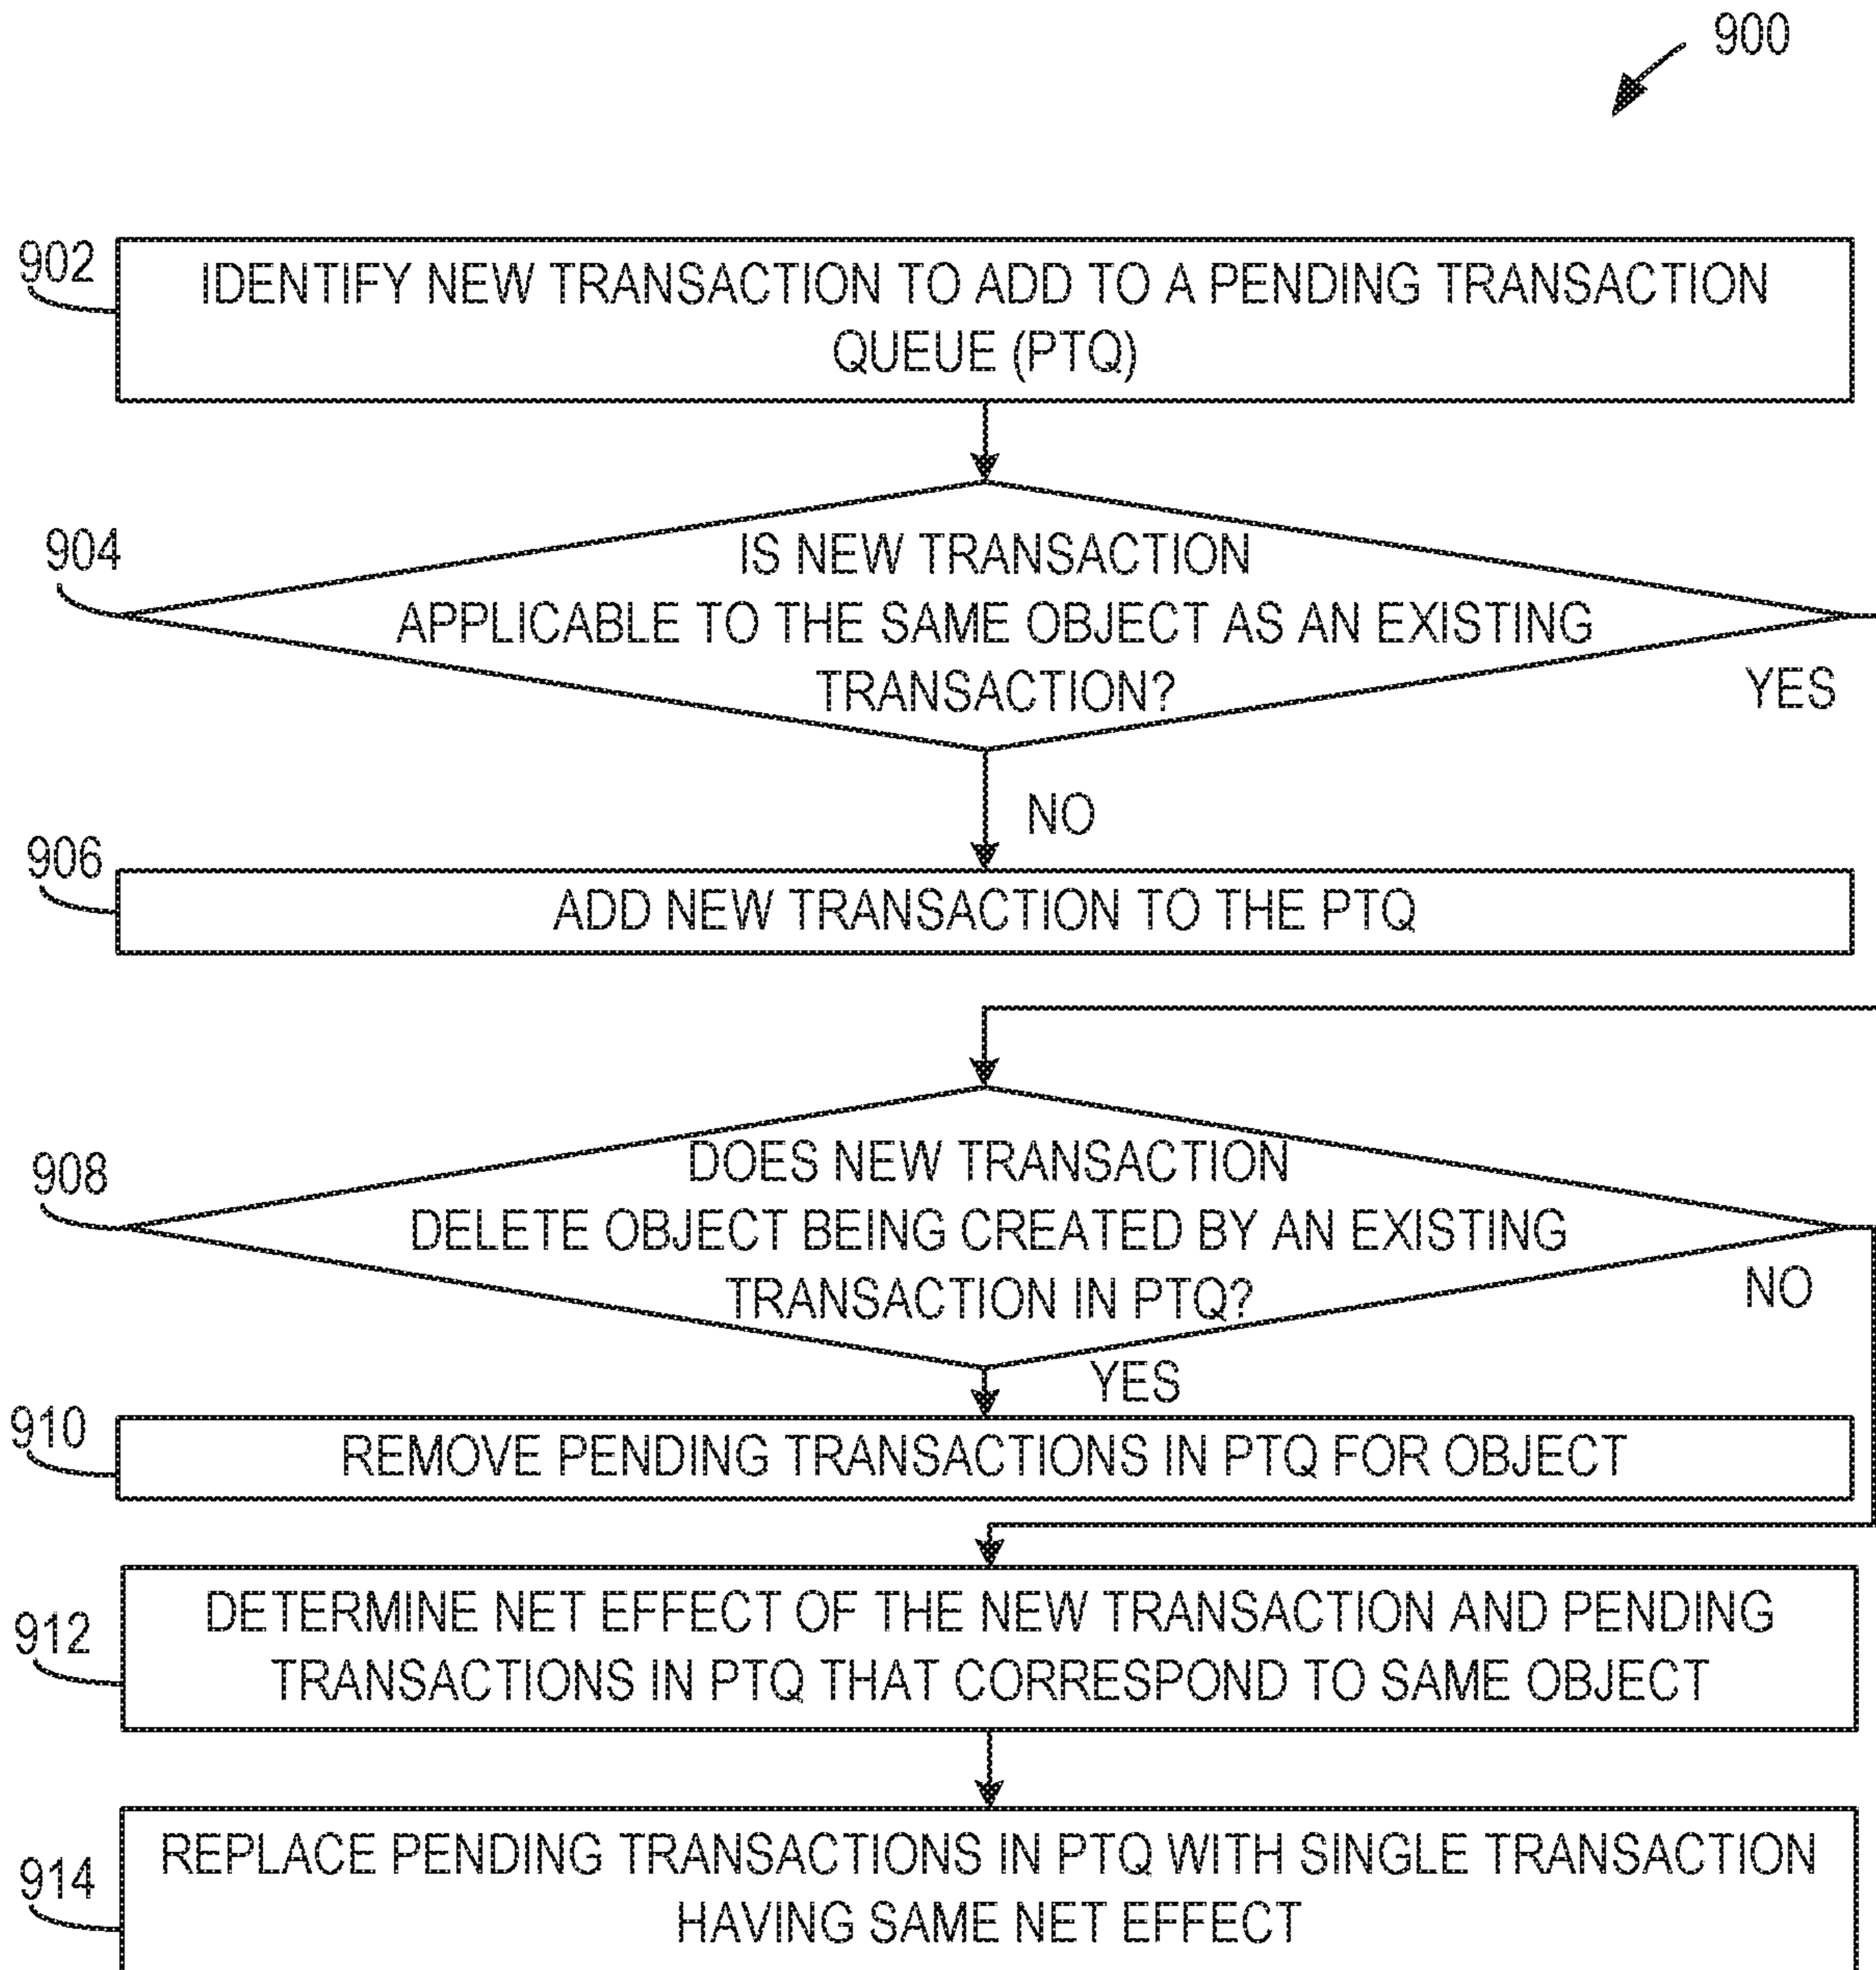 900
902
IDENTIFY NEW TRANSACTION TO ADD TO A PENDING TRANSACTION
QUEUE (PTQ)
904
IS NEW TRANSACTION
APPLICABLE TO THE SAME OBJECT AS AN EXISTING
TRANSACTION?
YES
NO
906
ADD NEW TRANSACTION TO THE PTQ
908
DOES NEW TRANSACTION
DELETE OBJECT BEING CREATED BY AN EXISTING
TRANSACTION IN PTQ?
NO
YES
910
REMOVE PENDING TRANSACTIONS IN PTQ FOR OBJECT
912
DETERMINE NET EFFECT OF THE NEW TRANSACTION AND PENDING
TRANSACTIONS IN PTQ THAT CORRESPOND TO SAME OBJECT
914
REPLACE PENDING TRANSACTIONS IN PTQ WITH SINGLE TRANSACTION
HAVING SAME NET EFFECT